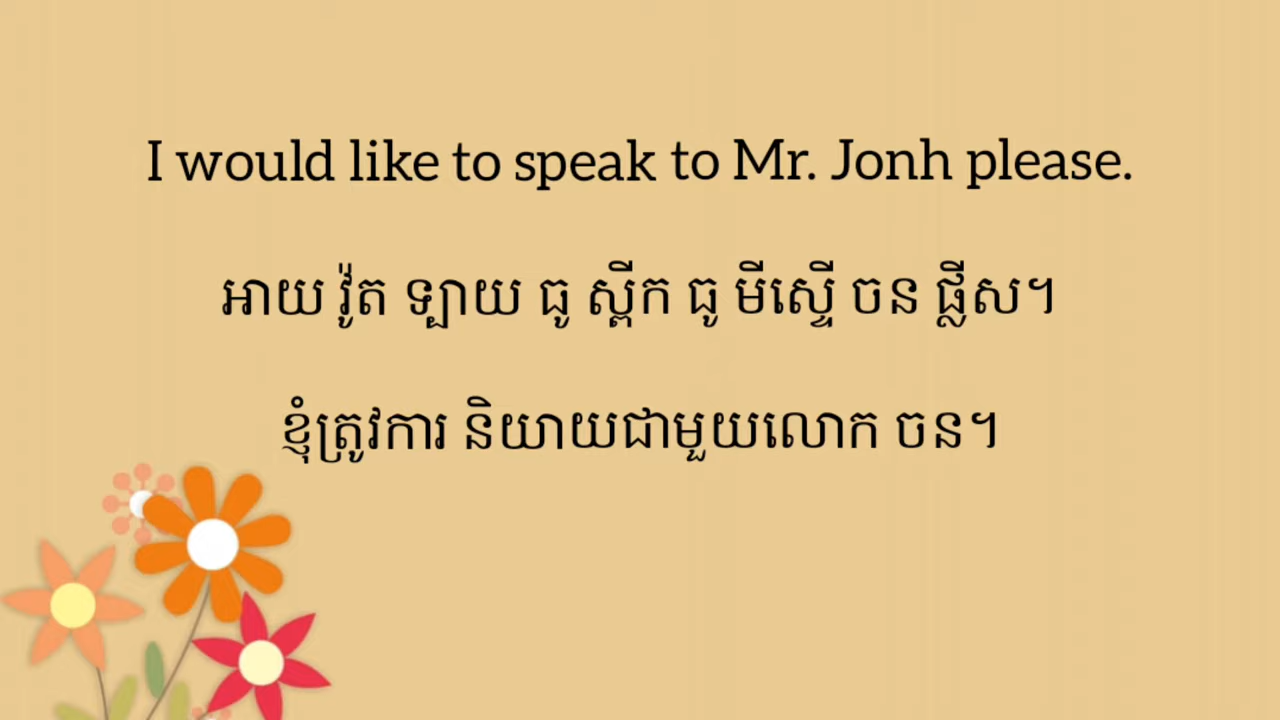 I would like to speak to Mr. Jonh please.
អាយ វ៉ូត ឡាយ ធូ ស្ពីក ធូ មីស្ទើ ចន ផ្លីស។
ខ្ញុំត្រូវការ និយាយជាមួយលោក ចន។